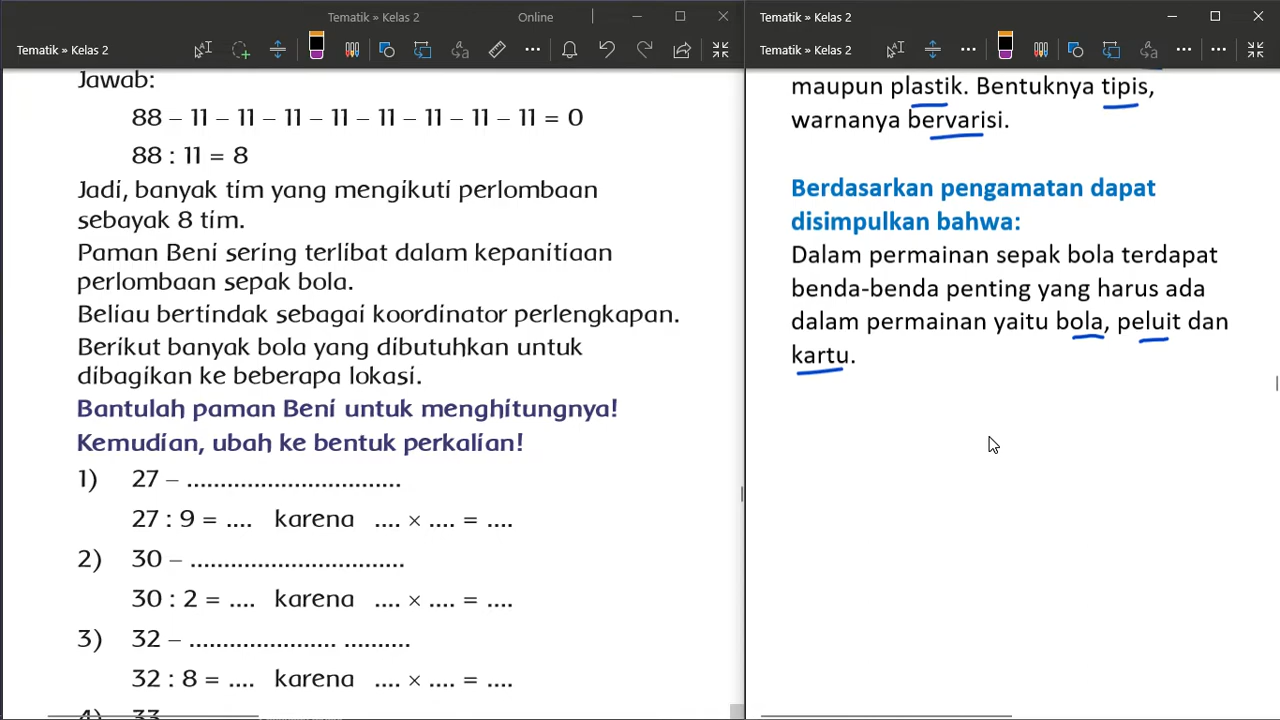 Tematik » Kelas 2
Online
Tematik » Kelas 2
Jawab:
88 – 11 – 11 – 11 – 11 – 11 – 11 – 11 – 11 = 0
88 : 11 = 8
Jadi, banyak tim yang mengikuti perlombaan
sebayak 8 tim.
Paman Beni sering terlibat dalam kepanitiaan
perlombaan sepak bola.
Beliau bertindak sebagai koordinator perlengkapan.
Berikut banyak bola yang dibutuhkan untuk
dibagikan ke beberapa lokasi.
Bantulah paman Beni untuk menghitungnya!
Kemudian, ubah ke bentuk perkalian!
1) 27 – ................................
27 : 9 = .... karena .... × .... = ....
2) 30 – ................................
30 : 2 = .... karena .... × .... = ....
3) 32 – ...................... ..........
32 : 8 = .... karena .... × .... = ....
4) 33
Tematik » Kelas 2
Tematik » Kelas 2
maupun plastik. Bentuknya tipis,
warnanya bervarisi.
Berdasarkan pengamatan dapat
disimpulkan bahwa:
Dalam permainan sepak bola terdapat
benda-benda penting yang harus ada
dalam permainan yaitu bola, peluit dan
kartu.